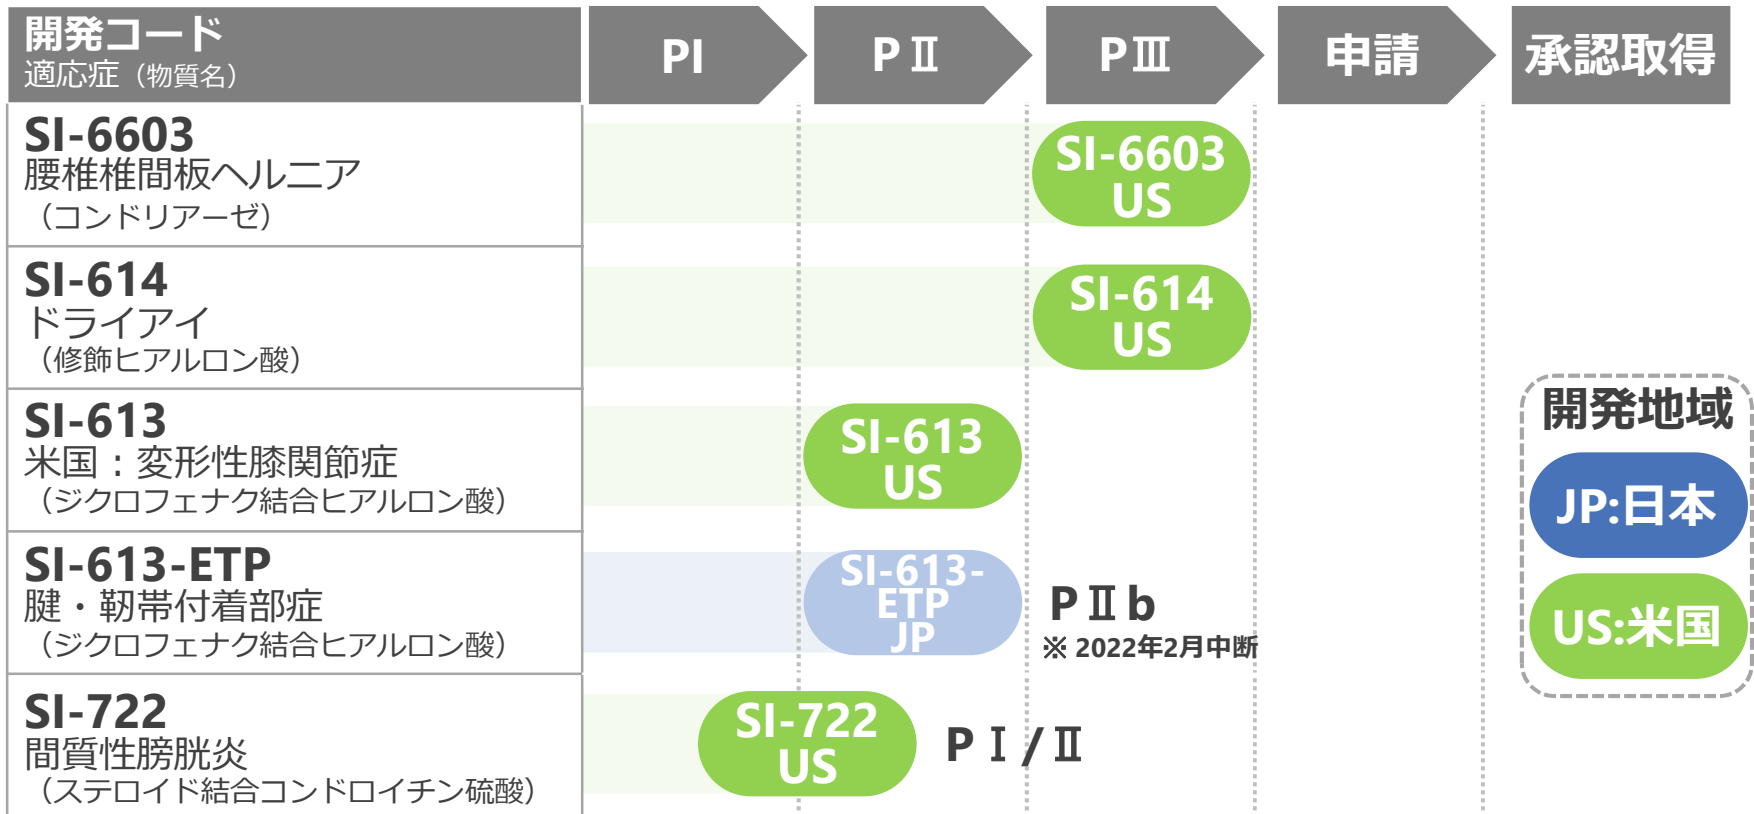 開発コード
適応症（物質名）
PI
PⅡ
PⅢ
申請
承認取得
SI-6603
腰椎椎間板ヘルニア
（コンドリアーゼ）
SI-6603
US
SI-614
ドライアイ
（修飾ヒアルロン酸）
SI-614
US
SI-613
米国：変形性膝関節症
（ジクロフェナク結合ヒアルロン酸）
SI-613
US
SI-613-ETP
腱・靭帯付着部症
（ジクロフェナク結合ヒアルロン酸）
SI-613-
ETP
JP
PⅡb
※ 2022年2月中断
SI-722
間質性膀胱炎
（ステロイド結合コンドロイチン硫酸）
SI-722
US
PⅠ/Ⅱ
開発地域
JP:日本
US:米国